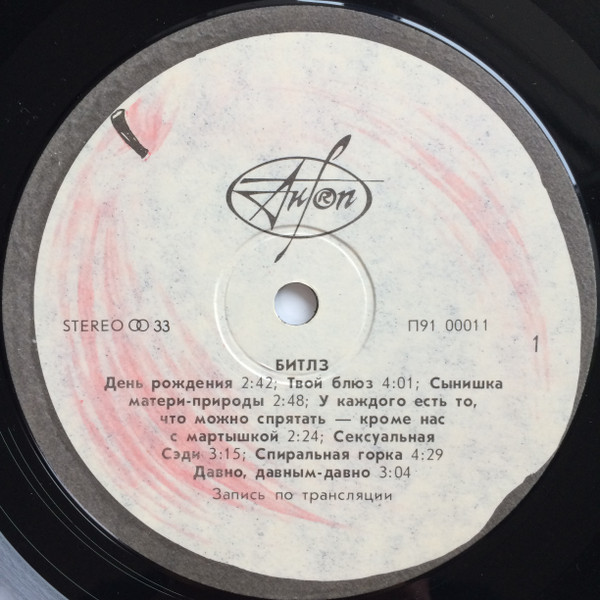 АнTроп
STEREO 33
П91 00011
1
БИТЛЗ
День рождения 2:42; Твой блюз 4:01; Сынишка
матери-природы 2:48; У каждого есть то,
что можно спрятать — кроме нас
с мартышкой 2:24; Сексуальная
Сэди 3:15; Спиральная горка 4:29
Давно, давным-давно 3:04
Запись по трансляции